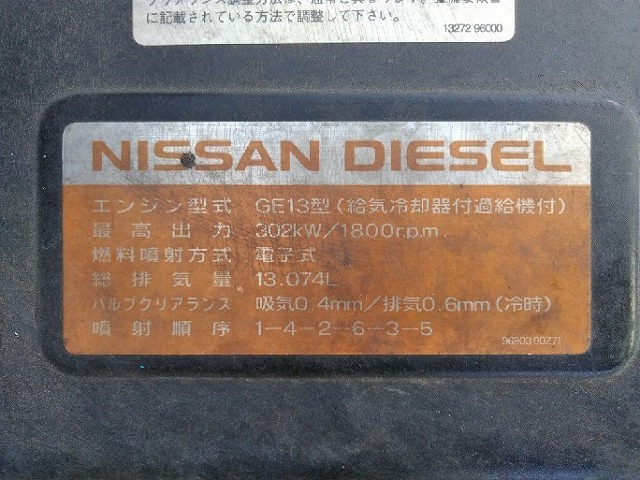 に記載されている方法で調整して下さい。
13272 96000
NISSAN DIESEL
エンジン型式 GE13型(給気冷却器付過給機付)
最高出力 302kW/1800r.p.m
燃料噴射方式 電子式
総排気量 13.074L
バルブクリアランス 吸気0.4mm/排気0.6mm(冷時)
噴射順序 1-4-2-6-3-5
96903 00Z71